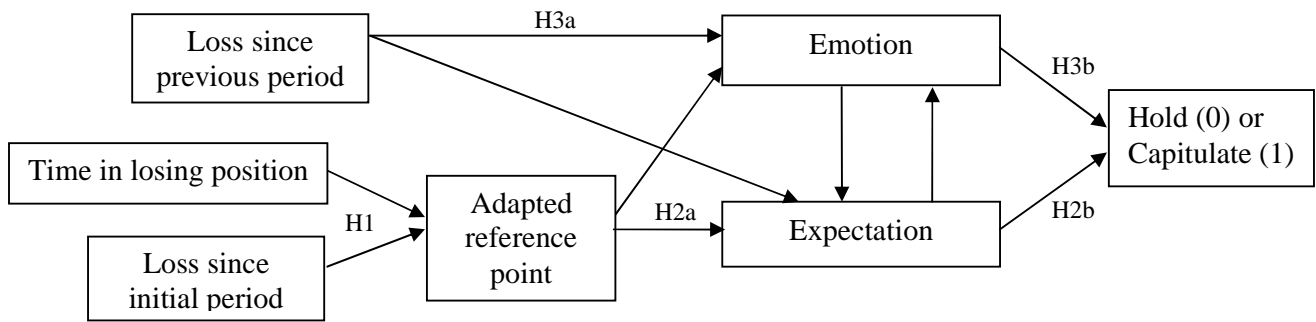 Loss since
previous period
H3a
Emotion
H3b
Hold (0) or
Capitulate (1)
Time in losing position
H1
Loss since
initial period
Adapted
reference
point
H2a
Expectation
H2b